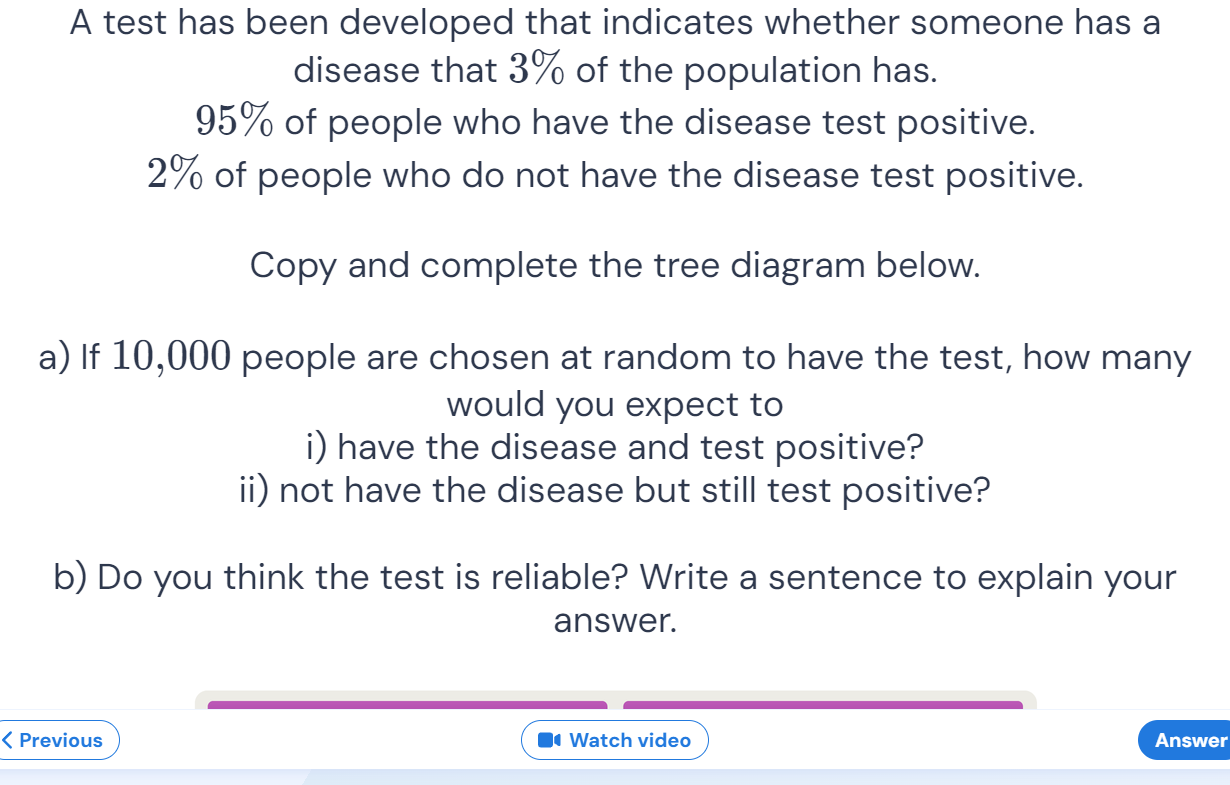 A test has been developed that indicates whether someone has a
disease that 3% of the population has.
95% of people who have the disease test positive.
2% of people who do not have the disease test positive.
Copy and complete the tree diagram below.
a) If 10,000 people are chosen at random to have the test, how many
would you expect to
i) have the disease and test positive?
ii) not have the disease but still test positive?
b) Do you think the test is reliable? Write a sentence to explain your
answer.
Previous
Watch video
Answer